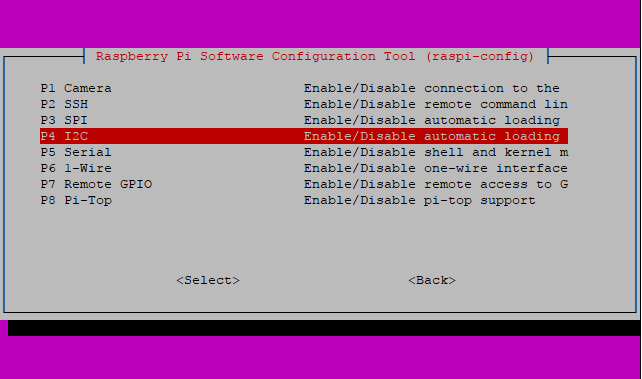 Raspberry Pi Software Configuration Tool (raspi-config)
P1 Camera Enable/Disable connection to the
P2 SSH Enable/Disable remote command lin
P3 SPI Enable/Disable automatic loading
P4 I2C Enable/Disable automatic loading
P5 Serial Enable/Disable shell and kernel m
P6 1-Wire Enable/Disable one-wire interface
P7 Remote GPIO Enable/Disable remote access to G
P8 Pi-Top Enable/Disable pi-top support
<Select> <Back>